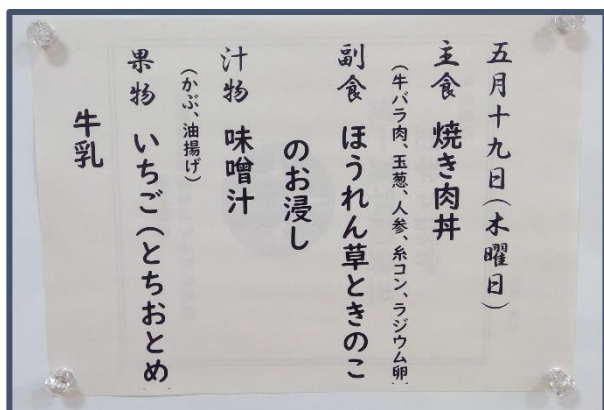 五月十九日(木曜日)
主食 焼き肉丼
(牛バラ肉、玉葱、人参、糸コン、ラジウム卵)
副食 ほうれん草ときのこ
のお浸し
汁物 味噌汁
(かぶ、油揚げ)
果物 いちご(とちおとめ
牛乳